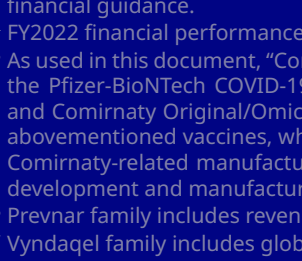 financial guidance.
FY2022 financial performance
As used in this document, “Co
the Pfizer-BioNTech COVID-1
and Comirnaty Original/Omic
abovementioned vaccines, wh
Comirnaty-related manufactu
development and manufactur
Prevnar family includes reven
Vyndaqel family includes glob